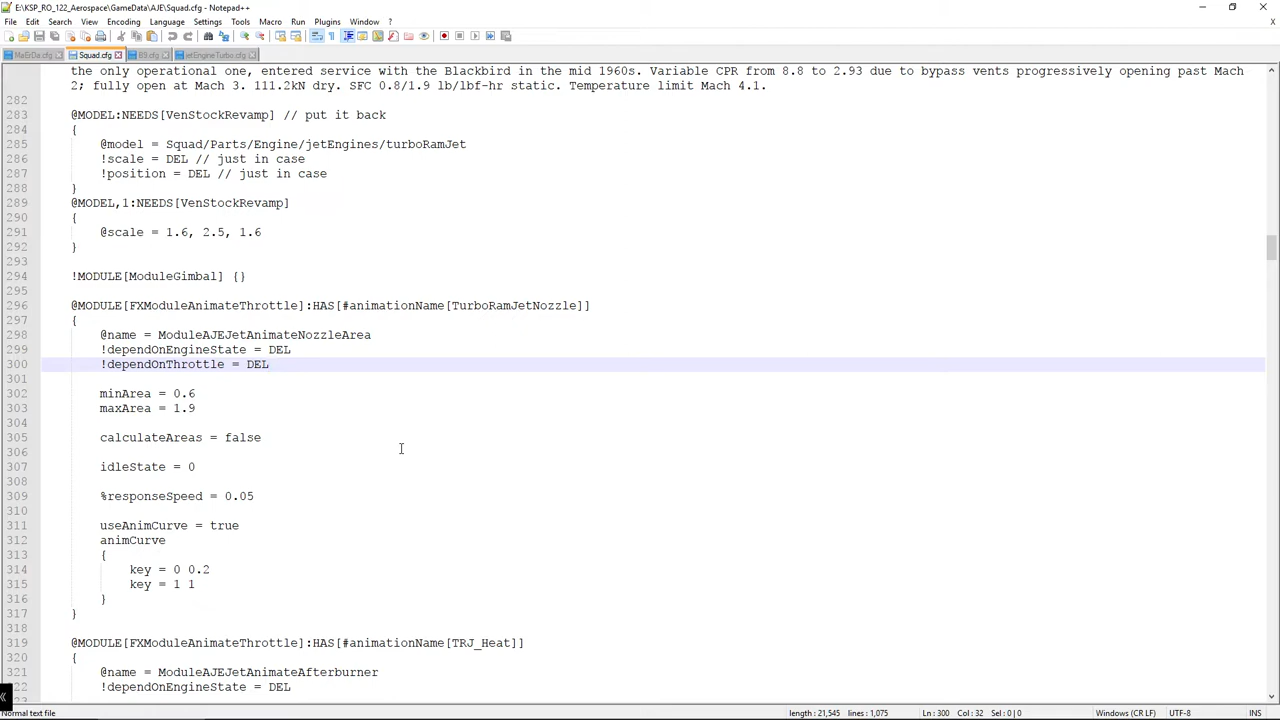 E:\KSP_RO_122_Aerospace\GameData\AJE\Squad.cfg - Notepad++
File Edit Search View Encoding Language Settings Tools Macro Run Plugins Window ?
MaErDa.cfg Squad.cfg B9.cfg jetEngineTurbo.cfg
the only operational one, entered service with the Blackbird in the mid 1960s. Variable CPR from 8.8 to 2.93 due to bypass vents progressively opening past Mach
2; fully open at Mach 3. 111.2kN dry. SFC 0.8/1.9 lb/lbf-hr static. Temperature limit Mach 4.1.
282
283 @MODEL:NEEDS[VenStockRevamp] // put it back
284 {
285 @model = Squad/Parts/Engine/jetEngines/turboRamJet
286 !scale = DEL // just in case
287 !position = DEL // just in case
288 }
289 @MODEL,1:NEEDS[VenStockRevamp]
290 {
291 @scale = 1.6, 2.5, 1.6
292 }
293
294 !MODULE[ModuleGimbal] {}
295
296 @MODULE[FXModuleAnimateThrottle]:HAS[#animationName[TurboRamJetNozzle]]
297 {
298 @name = ModuleAJEJetAnimateNozzleArea
299 !dependOnEngineState = DEL
300 !dependOnThrottle = DEL
301
302 minArea = 0.6
303 maxArea = 1.9
304
305 calculateAreas = false
306
307 idleState = 0
308
309 %responseSpeed = 0.05
310
311 useAnimCurve = true
312 animCurve
313 {
314 key = 0 0.2
315 key = 1 1
316 }
317 }
318
319 @MODULE[FXModuleAnimateThrottle]:HAS[#animationName[TRJ_Heat]]
320 {
321 @name = ModuleAJEJetAnimateAfterburner
322 !dependOnEngineState = DEL
Normal text file length : 21,545 lines : 1,075 Ln : 300 Col : 32 Sel : 0 | 0 Windows (CR LF) UTF-8 INS